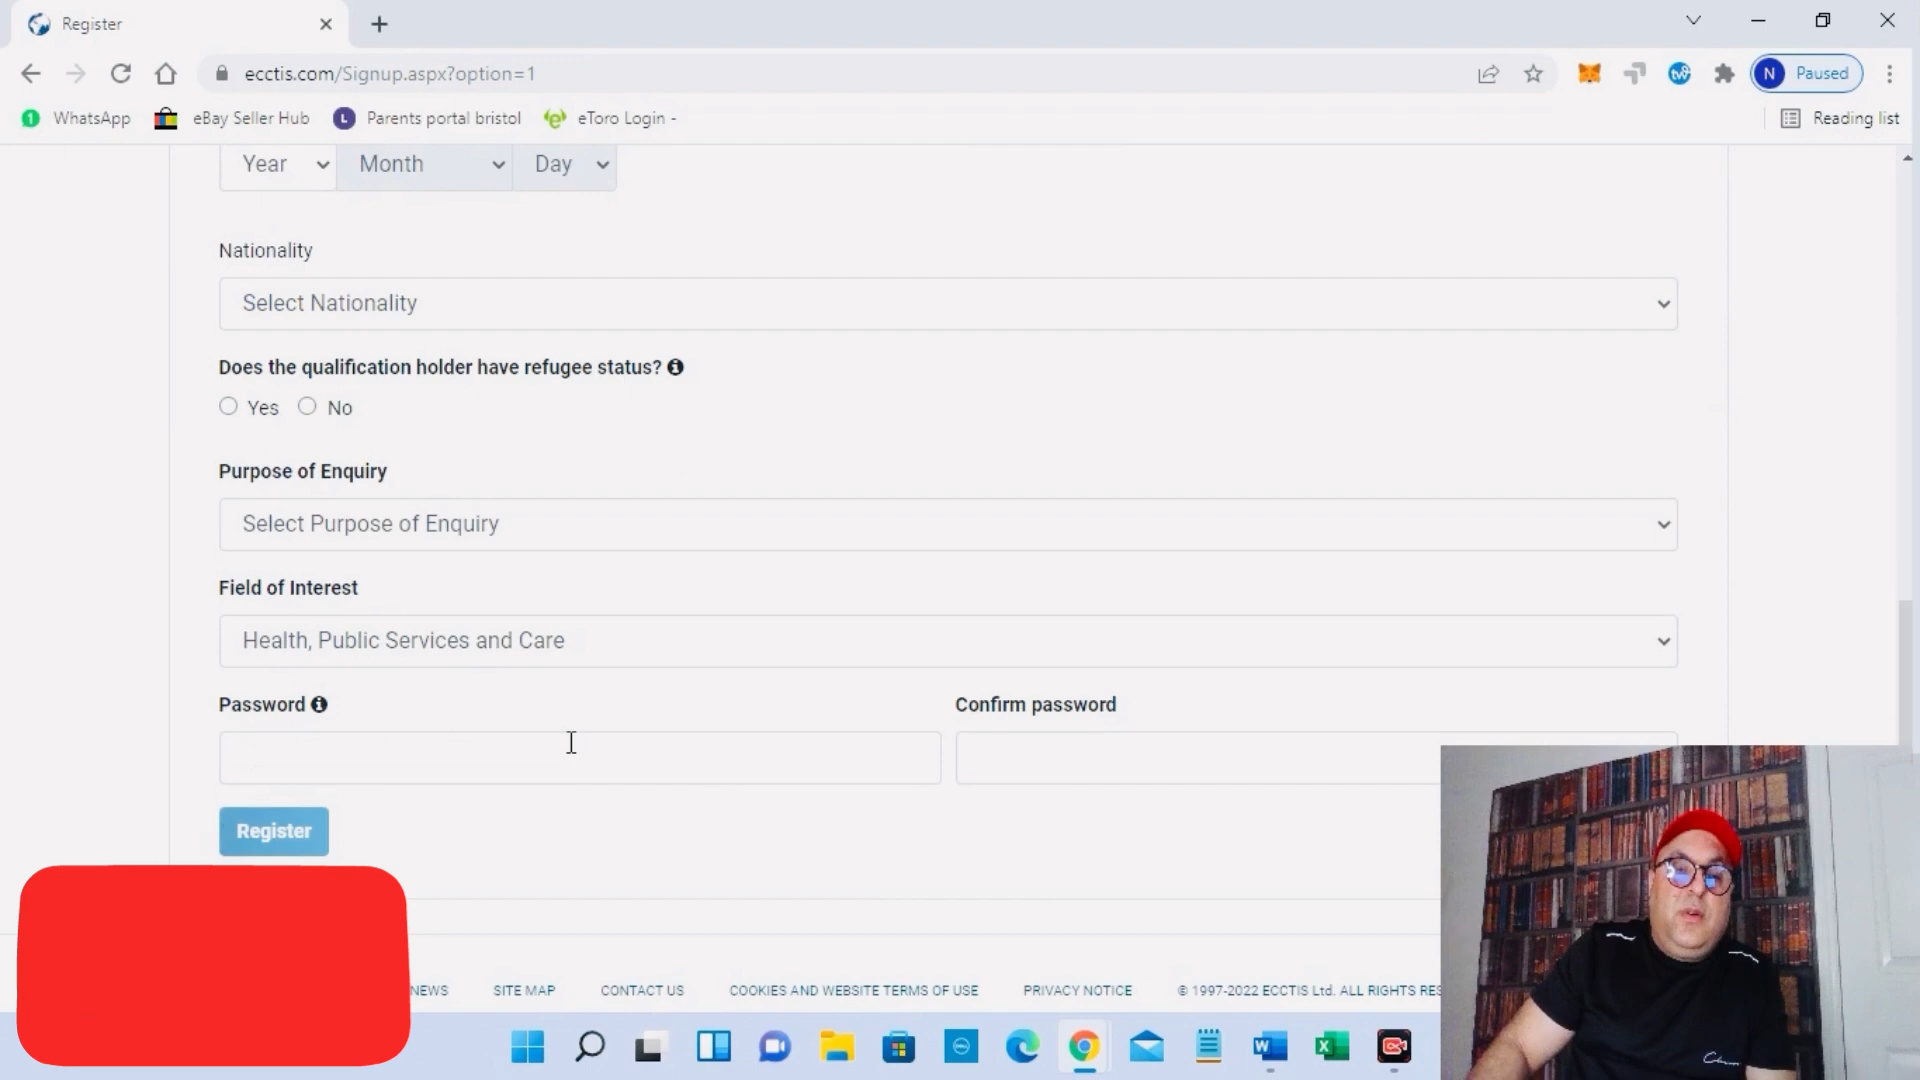 Register
ecctis.com/Signup.aspx?option=1
N Paused
1 WhatsApp eBay Seller Hub L Parents portal bristol eToro Login - Reading list
Year Month Day
Nationality
Select Nationality
Does the qualification holder have refugee status?
Yes No
Purpose of Enquiry
Select Purpose of Enquiry
Field of Interest
Health, Public Services and Care
Password Confirm password
Register
NEWS SITE MAP CONTACT US COOKIES AND WEBSITE TERMS OF USE PRIVACY NOTICE © 1997-2022 ECCTIS Ltd. ALL RIGHTS RES